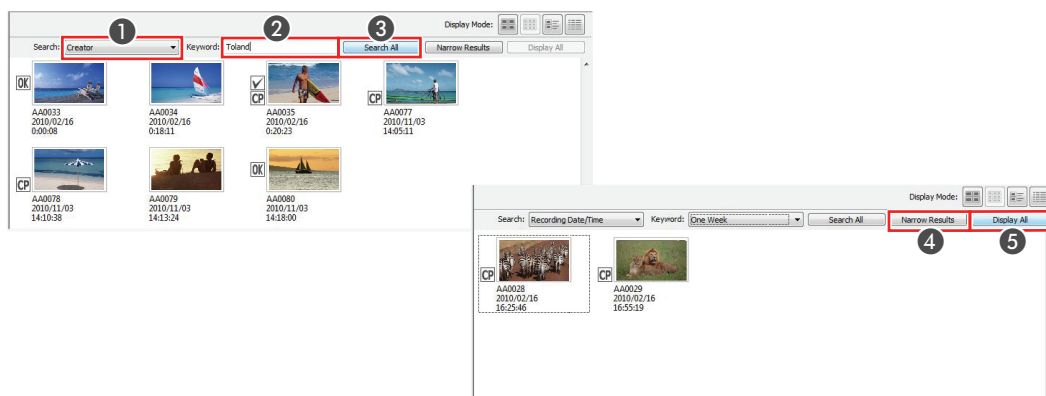 Display Mode:
1 2 3
Search: Creator Keyword: Toland Search All Narrow Results Display All
OK CP CP
AA0033 AA0034 AA0035 AA0077
2010/02/16 2010/02/16 2010/02/16 2010/11/03
0:00:08 0:18:11 0:20:23 14:05:11
CP OK
AA0078 AA0079 AA0080
2010/11/03 2010/11/03 2010/11/03
14:10:38 14:13:24 14:18:00
Display Mode:
Search: Recording Date/Time Keyword: One Week Search All Narrow Results Display All
4 5
CP CP
AA0028 AA0029
2010/02/16 2010/02/16
16:25:46 16:55:19